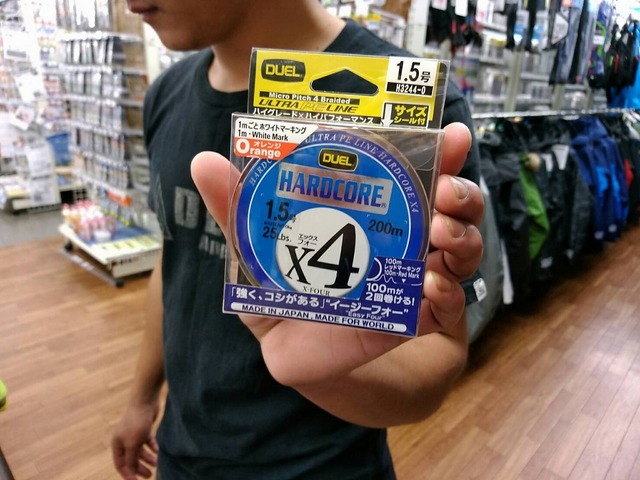 DUEL
1.5号
H3244-O
Micro Pitch 4 Braided
ULTRA PE LINE
ハイグレード×ハイパフォーマンス
サイズ
シール付
1mごとホワイトマーキング
1m - White Mark
オレンジ
Orange
ULTRA PE LINE/HARDCORE X4
DUEL
HARDCORE®
1.5号
25Lbs.
200m
エックス
フォー
X4
X-FOUR
100m
レッドマーキング
100m-Red Mark
100mが
2回巻ける!
「強く、コシがある」"イージーフォー"
"Easy Four"
MADE IN JAPAN, MADE FOR WORLD